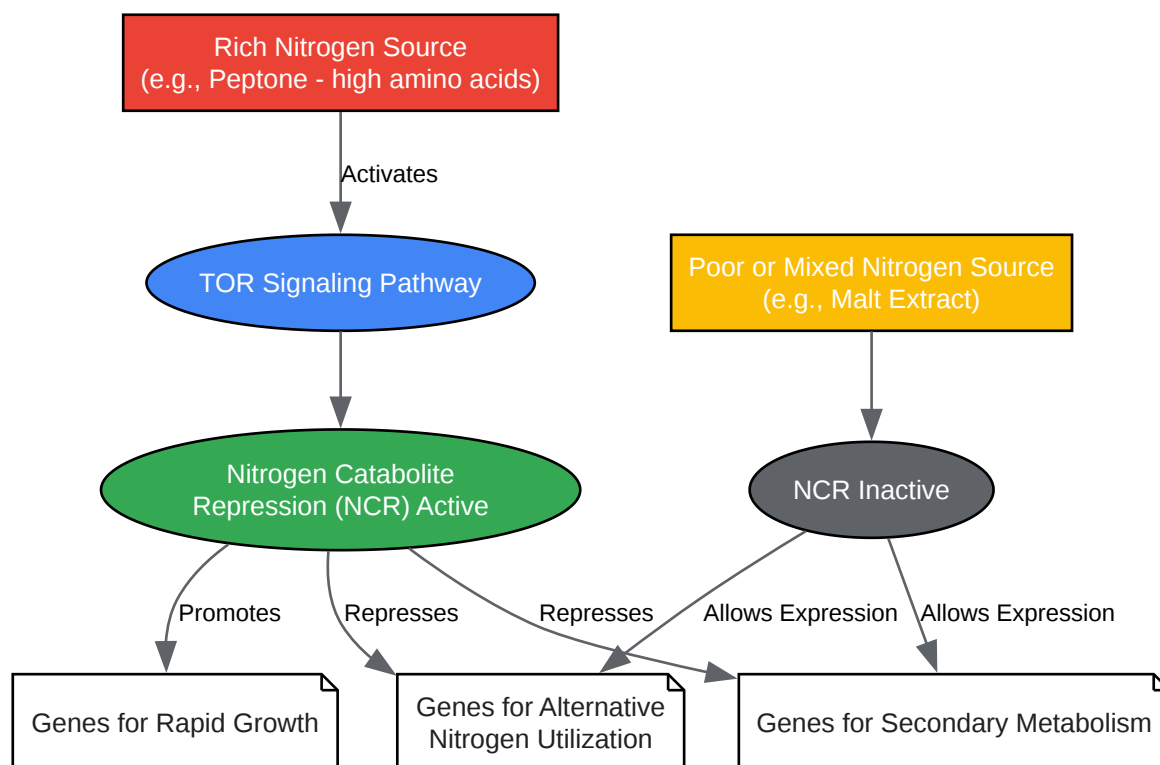 Rich Nitrogen Source
(e.g., Peptone - high amino acids)
Activates
TOR Signaling Pathway
Poor or Mixed Nitrogen Source
(e.g., Malt Extract)
Nitrogen Catabolite
Repression (NCR) Active
NCR Inactive
Promotes
Represses
Represses
Allows Expression
Allows Expression
Genes for Rapid Growth
Genes for Alternative
Nitrogen Utilization
Genes for Secondary Metabolism